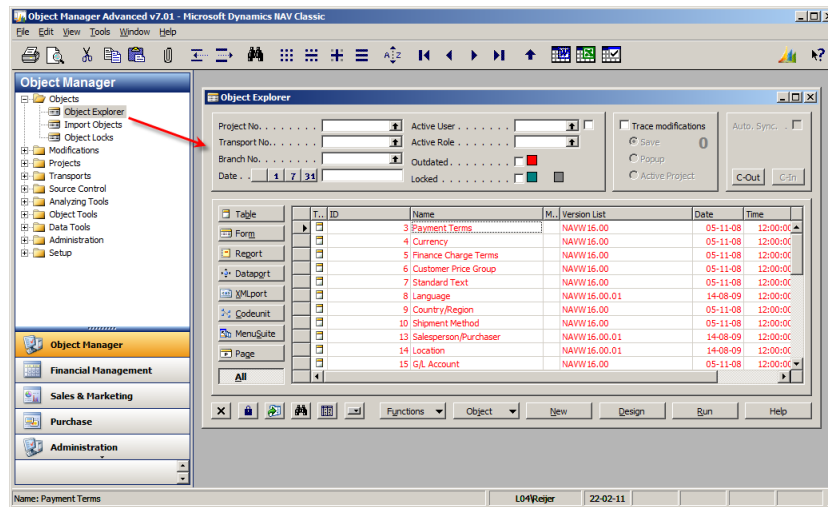 Object Manager Advanced v7.01 - Microsoft Dynamics NAV Classic
File Edit View Tools Window Help
Object Manager
Objects
Object Explorer
Import Objects
Object Locks
Modifications
Projects
Transports
Source Control
Analyzing Tools
Object Tools
Data Tools
Administration
Setup
Object Manager
Financial Management
Sales & Marketing
Purchase
Administration
Object Explorer
Project No. . . . . . . . Active User . . . . . . . Trace modifications Auto. Sync. . .
Transport No. . . . . . Active Role . . . . . . . Save 0
Branch No. . . . . . . . Outdated . . . . . . . . Popup
Date . . . 1 7 31 Locked . . . . . . . . . Active Project C-Out C-In
Table Form Report Dataport XMLport Codeunit MenuSuite Page All
T.. ID Name M.. Version List Date Time
3 Payment Terms NAVW16.00 05-11-08 12:00:00
4 Currency NAVW16.00 05-11-08 12:00:00
5 Finance Charge Terms NAVW16.00 05-11-08 12:00:00
6 Customer Price Group NAVW16.00 05-11-08 12:00:00
7 Standard Text NAVW16.00 05-11-08 12:00:00
8 Language NAVW16.00.01 14-08-09 12:00:00
9 Country/Region NAVW16.00 05-11-08 12:00:00
10 Shipment Method NAVW16.00 05-11-08 12:00:00
13 Salesperson/Purchaser NAVW16.00.01 14-08-09 12:00:00
14 Location NAVW16.00.01 14-08-09 12:00:00
15 G/L Account NAVW16.00 05-11-08 12:00:00
Functions Object New Design Run Help
Name: Payment Terms L04\Reijer 22-02-11